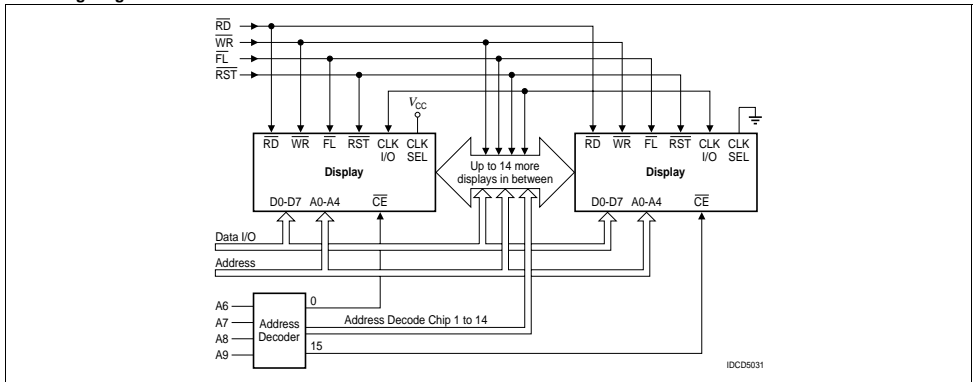 RD
WR
FL
RST
VCC
RD WR FL RST CLK I/O CLK SEL
Display
D0-D7 A0-A4 CE
Up to 14 more
displays in between
RD WR FL RST CLK I/O CLK SEL
Display
D0-D7 A0-A4 CE
Data I/O
Address
A6
A7
A8
A9
Address
Decoder
0
Address Decode Chip 1 to 14
15
IDCD5031